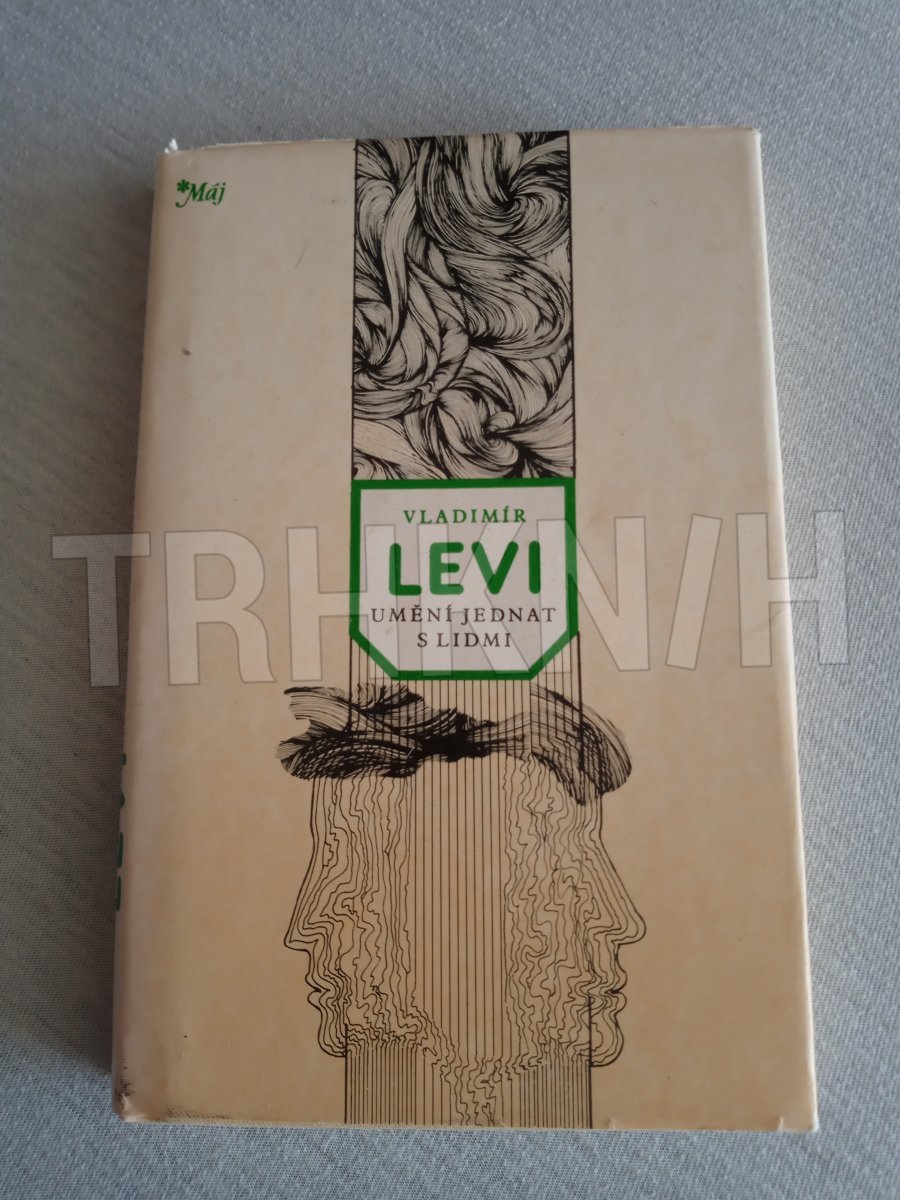 *Máj
VLADIMÍR
LEVI
UMĚNÍ JEDNAT
S LIDMI
TRHKNIH